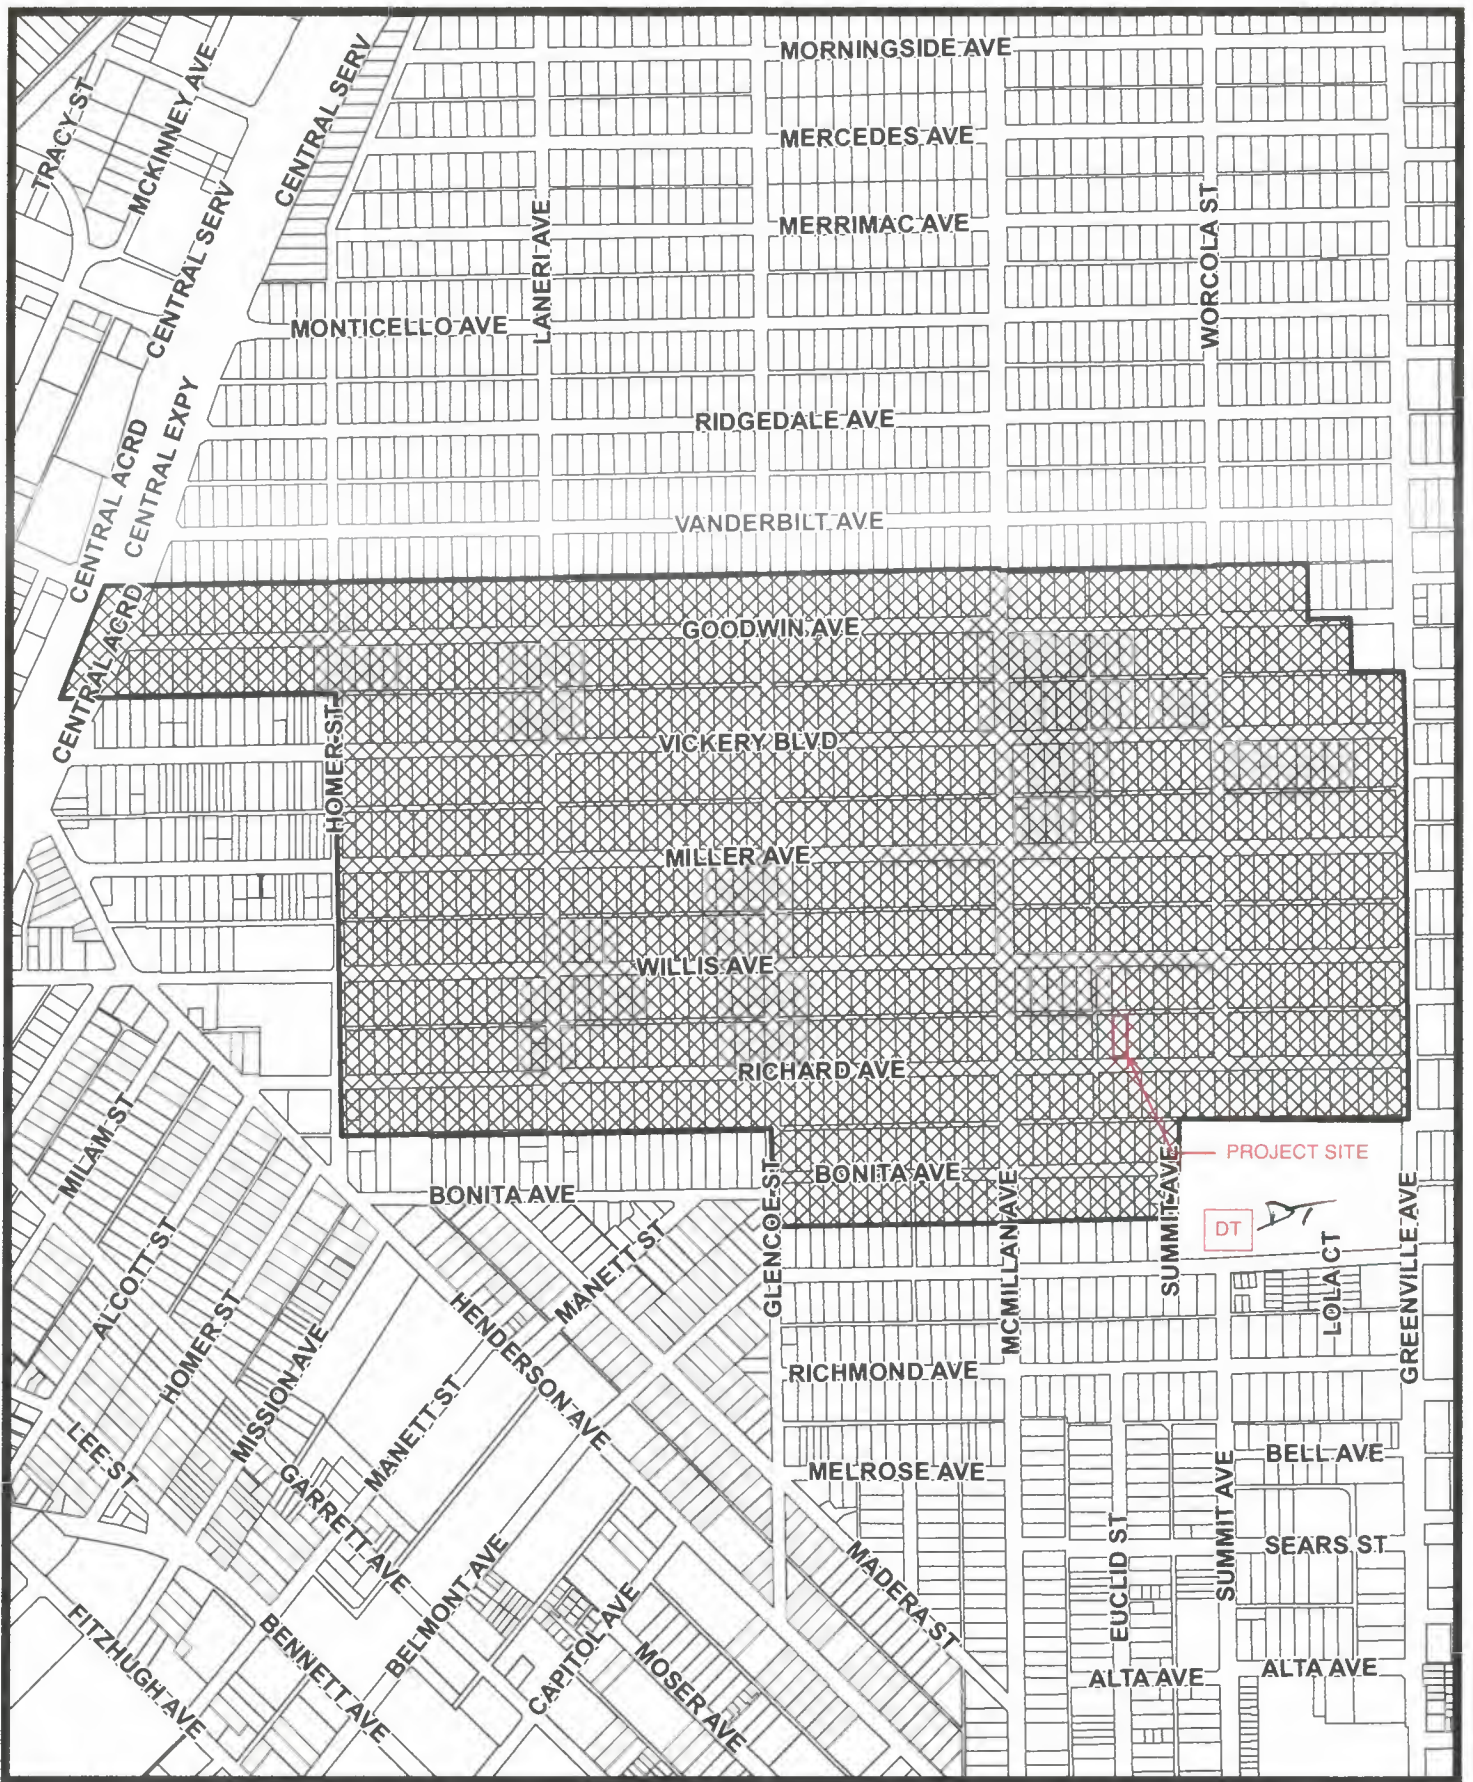 MORNINGSIDE AVE
TRACY ST
MCKINNEY AVE
CENTRAL SERV
MERCEDES AVE
CENTRAL SERV
LANERI AVE
MERRIMAC AVE
WORCOLA ST
MONTICELLO AVE
RIDGEDALE AVE
CENTRAL ACRD
CENTRAL EXPY
VANDERBILT AVE
CENTRAL ACRD
GOODWIN AVE
CENTRAL ACRD
HOMER ST
VICKERY BLVD
MILLER AVE
WILLIS AVE
RICHARD AVE
MILAM ST
PROJECT SITE
BONITA AVE
BONITA AVE
GLENCOE ST
MCMILLAN AVE
SUMMIT AVE
DT
DT
LOLA CT
GREENVILLE AVE
ALCOTT ST
HOMER ST
MISSION AVE
MANETT ST
HENDERSON AVE
RICHMOND AVE
LEE ST
GARRETT AVE
MANETT ST
MELROSE AVE
BELL AVE
SUMMIT AVE
EUCLID ST
SEARS ST
MADERA ST
FITZHUGH AVE
BENNETT AVE
BELMONT AVE
CAPITOL AVE
MOSER AVE
ALTA AVE
ALTA AVE